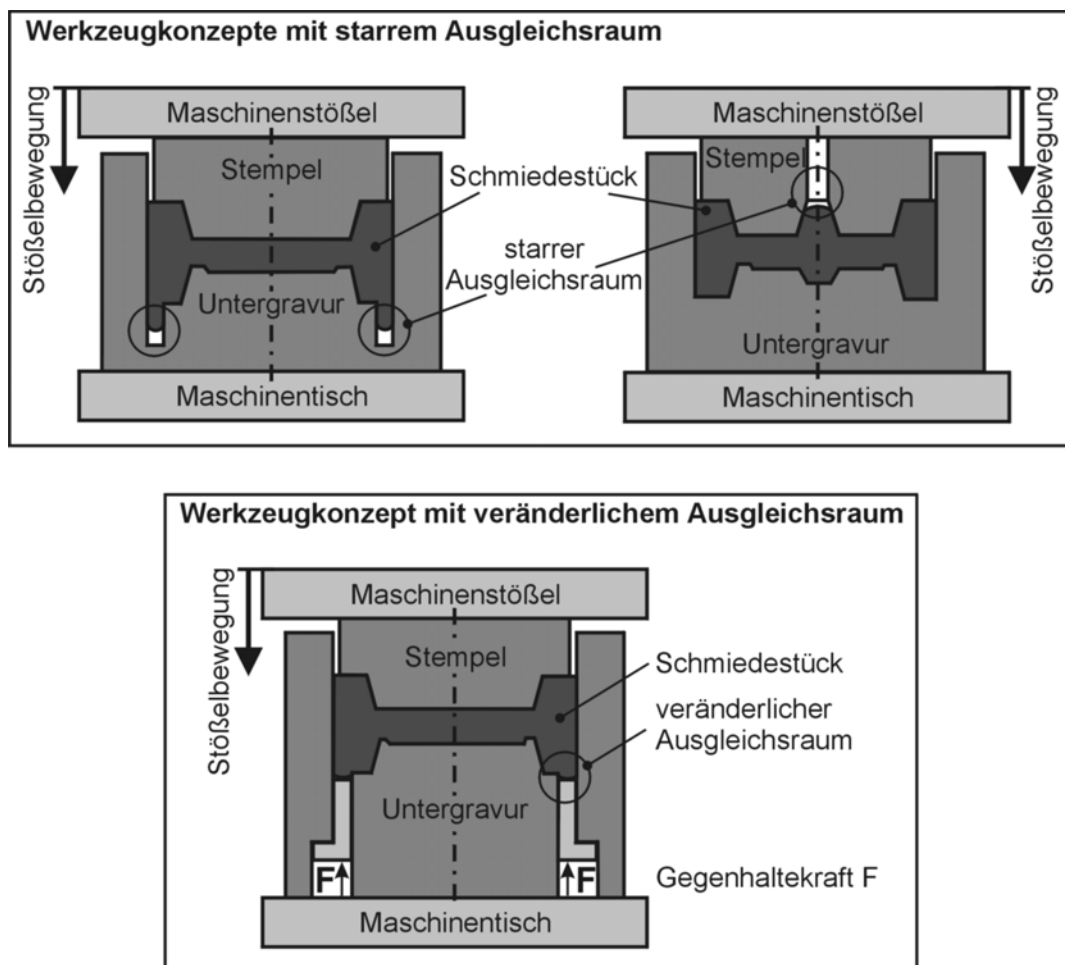 Werkzeugkonzepte mit starrem Ausgleichsraum
Stößelbewegung
Maschinenstößel
Stempel
Untergravur
Maschinentisch
Schmiedestück
starrer
Ausgleichsraum
Maschinenstößel
Stempel
Untergravur
Maschinentisch
Stößelbewegung
Werkzeugkonzept mit veränderlichem Ausgleichsraum
Stößelbewegung
Maschinenstößel
Stempel
Schmiedestück
veränderlicher
Ausgleichsraum
Untergravur
F
F
Gegenhaltekraft F
Maschinentisch